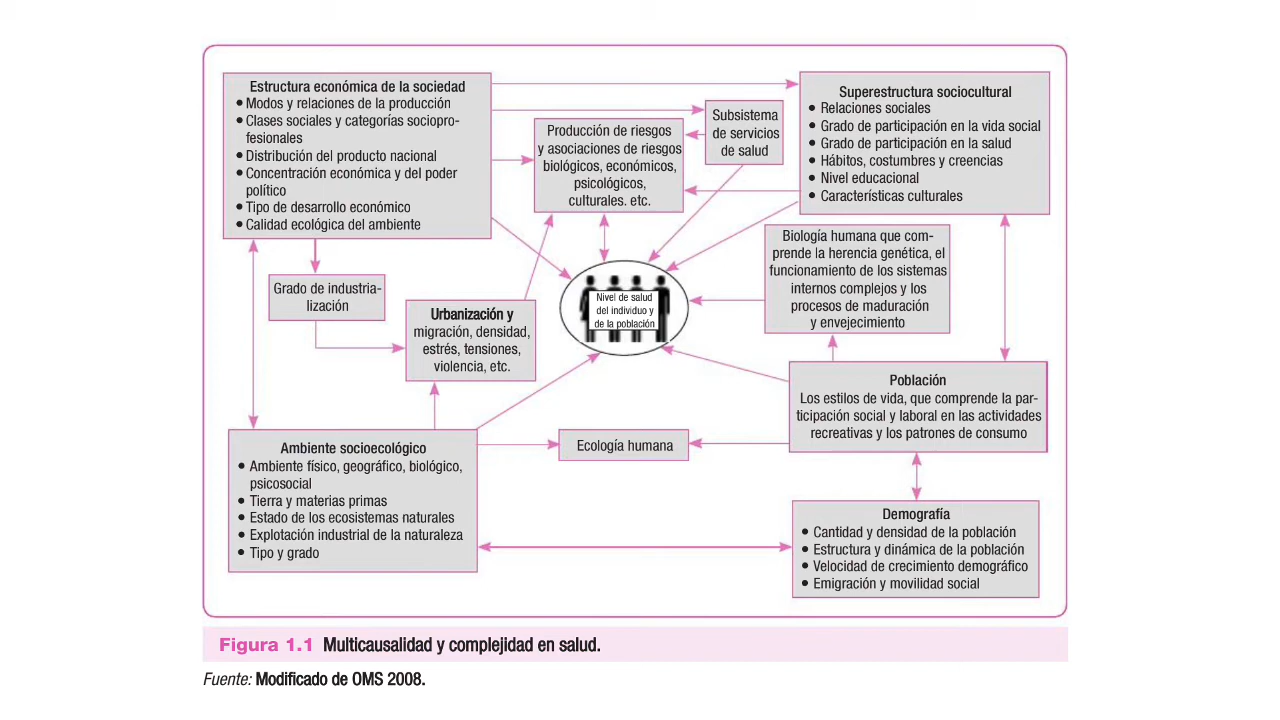 Estructura económica de la sociedad
● Modos y relaciones de la producción
● Clases sociales y categorías sociopro-
fesionales
● Distribución del producto nacional
● Concentración económica y del poder
político
● Tipo de desarrollo económico
● Calidad ecológica del ambiente
Producción de riesgos
y asociaciones de riesgos
biológicos, económicos,
psicológicos,
culturales. etc.
Subsistema
de servicios
de salud
Superestructura sociocultural
● Relaciones sociales
● Grado de participación en la vida social
● Grado de participación en la salud
● Hábitos, costumbres y creencias
● Nivel educacional
● Características culturales
Grado de industria-
lización
Urbanización y
migración, densidad,
estrés, tensiones,
violencia, etc.
Nivel de salud
del individuo y
de la población
Biología humana que com-
prende la herencia genética, el
funcionamiento de los sistemas
internos complejos y los
procesos de maduración
y envejecimiento
Población
Los estilos de vida, que comprende la par-
ticipación social y laboral en las actividades
recreativas y los patrones de consumo
Ambiente socioecológico
● Ambiente físico, geográfico, biológico,
psicosocial
● Tierra y materias primas
● Estado de los ecosistemas naturales
● Explotación industrial de la naturaleza
● Tipo y grado
Ecología humana
Demografía
● Cantidad y densidad de la población
● Estructura y dinámica de la población
● Velocidad de crecimiento demográfico
● Emigración y movilidad social
Figura 1.1 Multicausalidad y complejidad en salud.
Fuente: Modificado de OMS 2008.